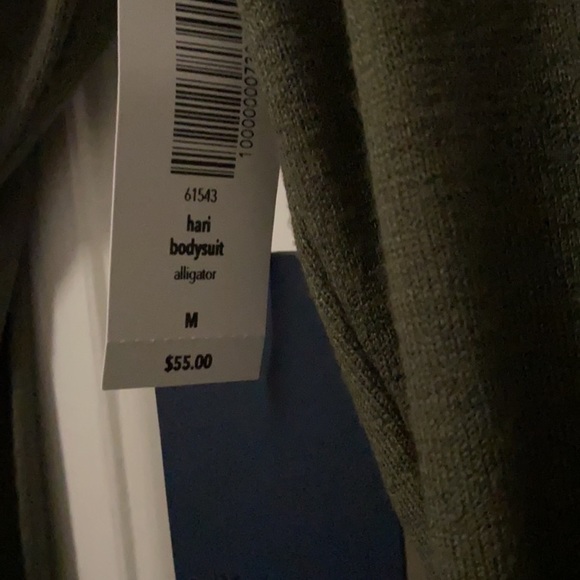 61543
hari
bodysuit
alligator
M
$55.00